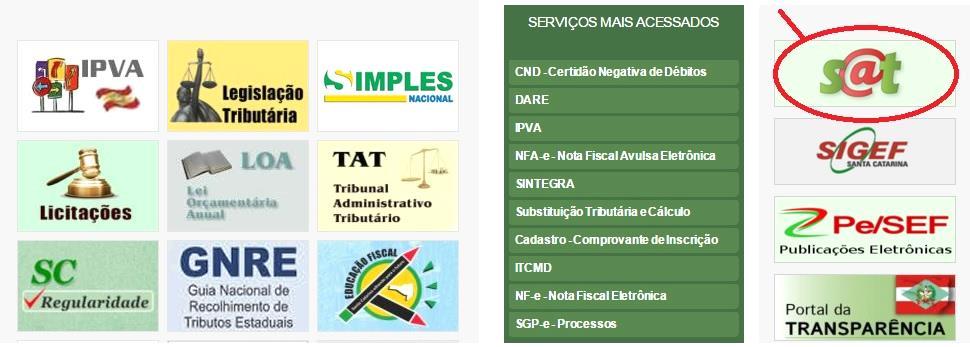 IPVA
Legislação
Tributária
SIMPLES
NACIONAL
Licitações
LOA
Lei
Orçamentária
Anual
TAT
Tribunal
Administrativo
Tributário
SC
Regularidade
GNRE
Guia Nacional de
Recolhimento de
Tributos Estaduais
EDUCAÇÃO FISCAL
SERVIÇOS MAIS ACESSADOS
CND - Certidão Negativa de Débitos
DARE
IPVA
NFA-e - Nota Fiscal Avulsa Eletrônica
SINTEGRA
Substituição Tributária e Cálculo
Cadastro - Comprovante de Inscrição
ITCMD
NF-e - Nota Fiscal Eletrônica
SGP-e - Processos
s@t
SIGEF
SANTA CATARINA
Pe/SEF
Publicações Eletrônicas
Portal da
TRANSPARÊNCIA